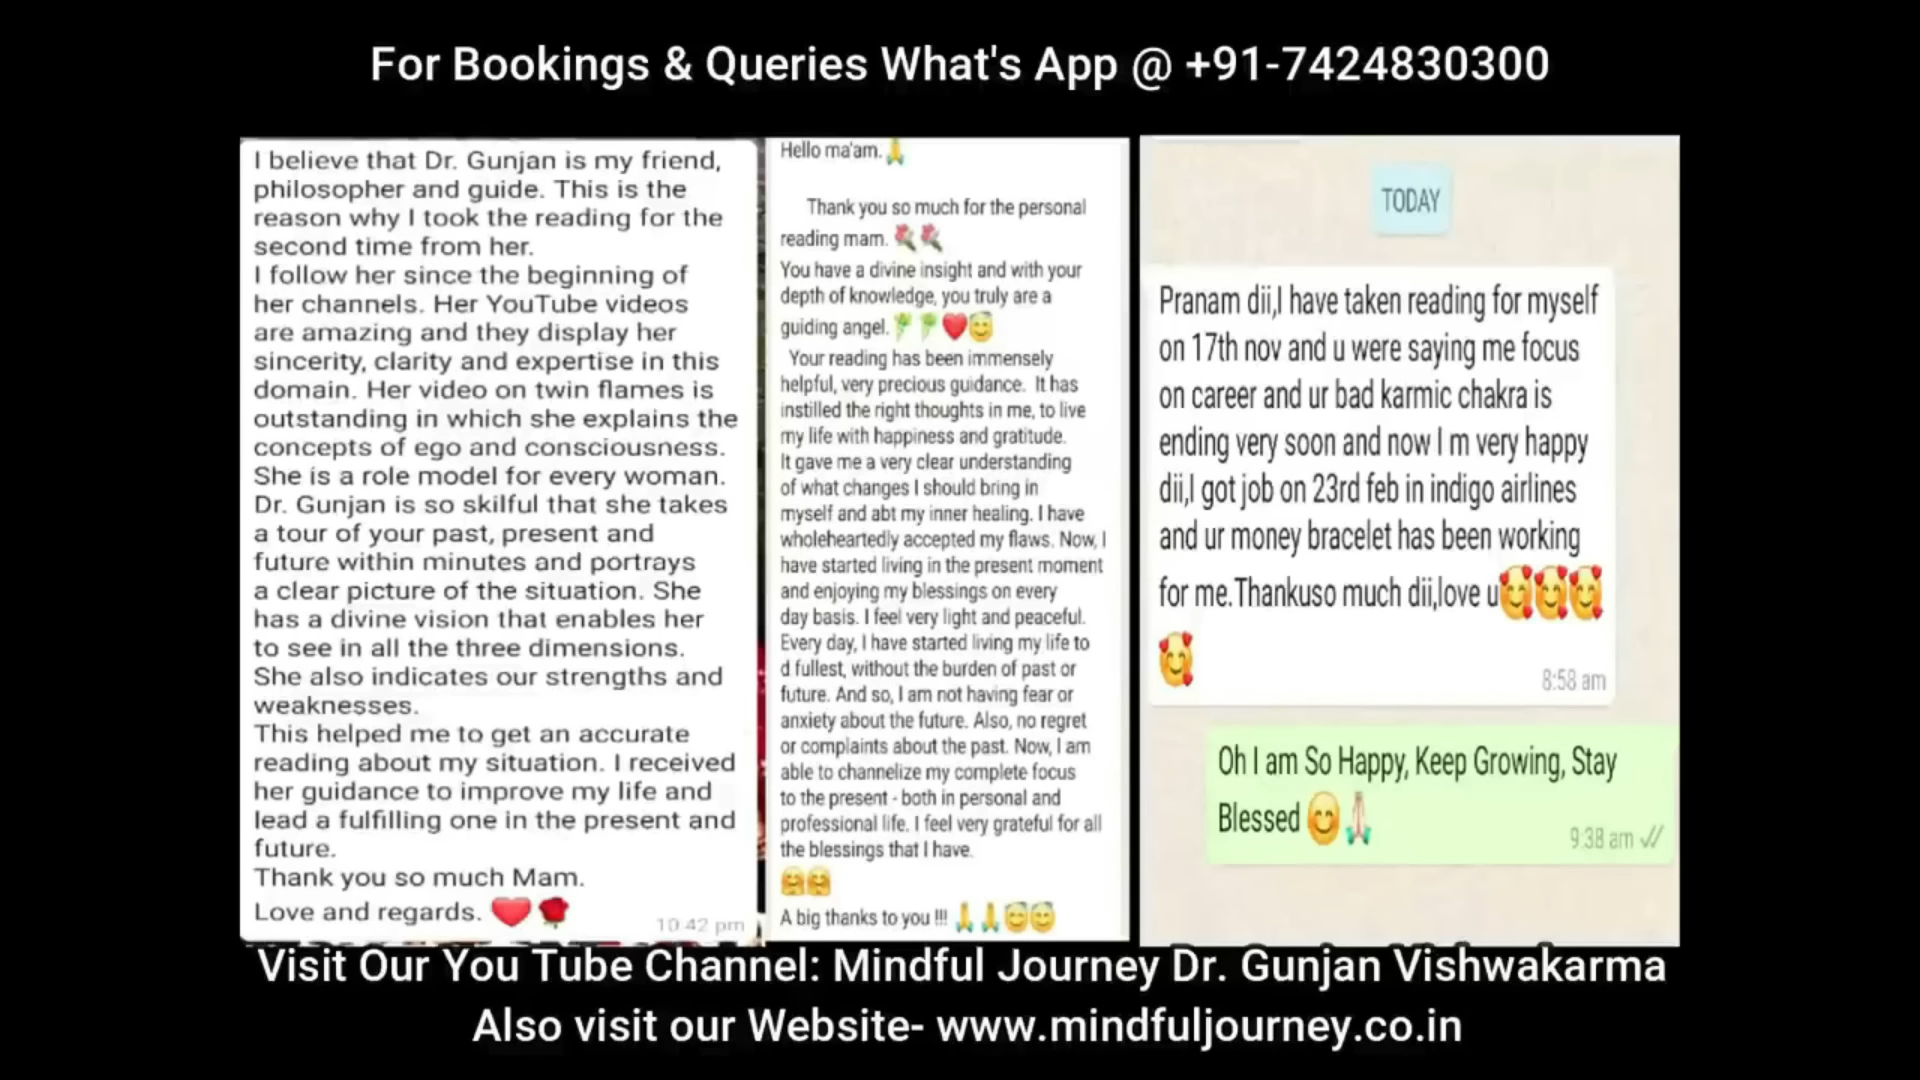 For Bookings & Queries What's App @ +91-7424830300
I believe that Dr. Gunjan is my friend,
philosopher and guide. This is the
reason why I took the reading for the
second time from her.
I follow her since the beginning of
her channels. Her YouTube videos
are amazing and they display her
sincerity, clarity and expertise in this
domain. Her video on twin flames is
outstanding in which she explains the
concepts of ego and consciousness.
She is a role model for every woman.
Dr. Gunjan is so skilful that she takes
a tour of your past, present and
future within minutes and portrays
a clear picture of the situation. She
has a divine vision that enables her
to see in all the three dimensions.
She also indicates our strengths and
weaknesses.
This helped me to get an accurate
reading about my situation. I received
her guidance to improve my life and
lead a fulfilling one in the present and
future.
Thank you so much Mam.
Love and regards. ❤️🌹
10:42 pm
Hello ma'am.🙏
Thank you so much for the personal
reading mam. 💐💐
You have a divine insight and with your
depth of knowledge, you truly are a
guiding angel. 💐💐❤️😇
Your reading has been immensely
helpful, very precious guidance. It has
instilled the right thoughts in me, to live
my life with happiness and gratitude.
It gave me a very clear understanding
of what changes I should bring in
myself and abt my inner healing. I have
wholeheartedly accepted my flaws. Now, I
have started living in the present moment
and enjoying my blessings on every
day basis. I feel very light and peaceful.
Every day, I have started living my life to
d fullest, without the burden of past or
future. And so, I am not having fear or
anxiety about the future. Also, no regret
or complaints about the past. Now, I am
able to channelize my complete focus
to the present - both in personal and
professional life. I feel very grateful for all
the blessings that I have.
🤗🤗
A big thanks to you !!! 🙏🙏😇😇
TODAY
Pranam dii,I have taken reading for myself
on 17th nov and u were saying me focus
on career and ur bad karmic chakra is
ending very soon and now I m very happy
dii,I got job on 23rd feb in indigo airlines
and ur money bracelet has been working
for me.Thankuso much dii,love u🥰🥰🥰
🥰
8:58 am
Oh I am So Happy, Keep Growing, Stay
Blessed 😊🙏🏻
9:38 am
Visit Our You Tube Channel: Mindful Journey Dr. Gunjan Vishwakarma
Also visit our Website- www.mindfuljourney.co.in